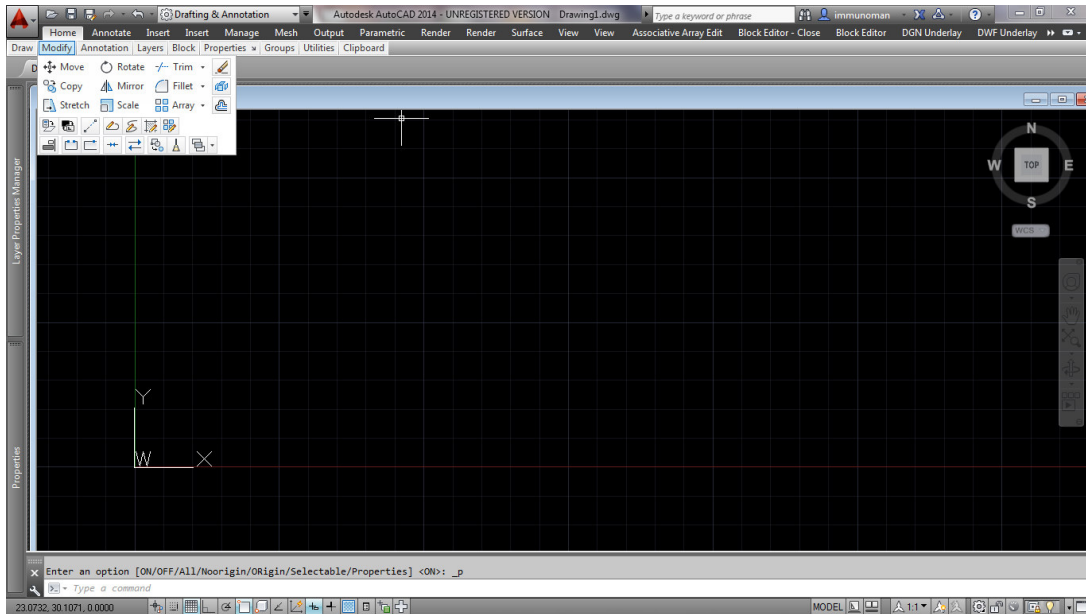 Drafting & Annotation Autodesk AutoCAD 2014 - UNREGISTERED VERSION Drawing1.dwg Type a keyword or phrase immunoman
Home Annotate Insert Insert Manage Mesh Output Parametric Render Render Surface View View Associative Array Edit Block Editor - Close Block Editor DGN Underlay DWF Underlay
Draw Modify Annotation Layers Block Properties Groups Utilities Clipboard
D
Move Rotate Trim
Copy Mirror Fillet
Stretch Scale Array
N
W TOP E
S
WCS
Layer Properties Manager
Y
W X
Properties
Enter an option [ON/OFF/All/Noorigin/ORigin/Selectable/Properties] <ON>: _p
Type a command
23.0732, 30.1071, 0.0000 MODEL 1:1